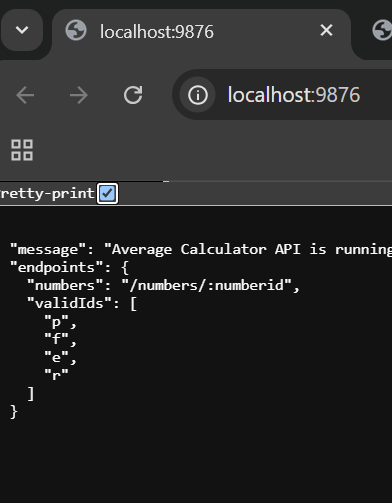 localhost:9876
localhost:9876
retty-print
"message": "Average Calculator API is running
"endpoints": {
"numbers": "/numbers/:numberid",
"validIds": [
"p",
"f",
"e",
"r"
]
}